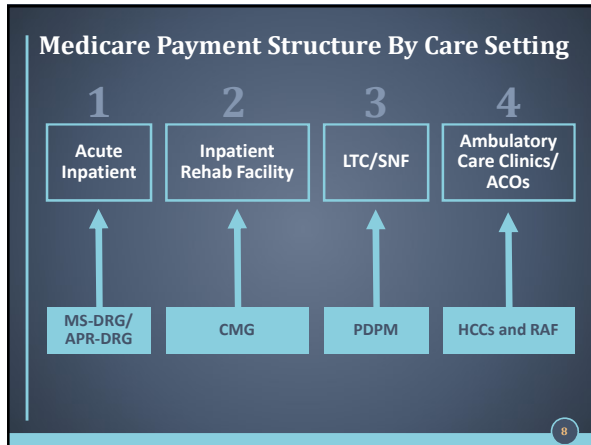 Medicare Payment Structure By Care Setting
1
2
3
4
Acute
Inpatient
Inpatient
Rehab Facility
LTC/SNF
Ambulatory
Care Clinics/
ACOs
MS-DRG/
APR-DRG
CMG
PDPM
HCCs and RAF
8